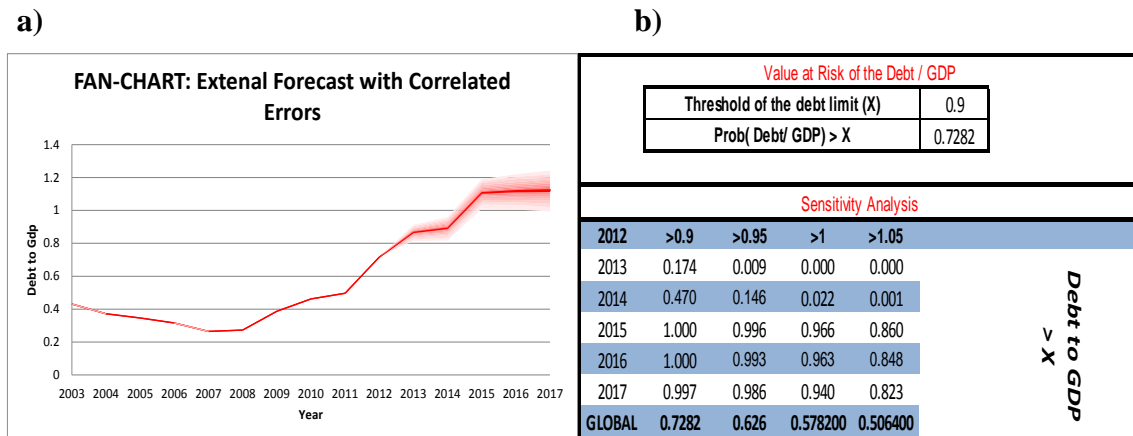 a)
b)
FAN-CHART: Extenal Forecast with Correlated
Errors
Debt to Gdp
1.4
1.2
1
0.8
0.6
0.4
0.2
0
2003 2004 2005 2006 2007 2008 2009 2010 2011 2012 2013 2014 2015 2016 2017
Year
Value at Risk of the Debt / GDP
Threshold of the debt limit (X) 0.9
Prob( Debt/ GDP) > X 0.7282
Sensitivity Analysis
2012 >0.9 >0.95 >1 >1.05
2013 0.174 0.009 0.000 0.000
2014 0.470 0.146 0.022 0.001
2015 1.000 0.996 0.966 0.860
2016 1.000 0.993 0.963 0.848
2017 0.997 0.986 0.940 0.823
GLOBAL 0.7282 0.626 0.578200 0.506400
Debt to GDP
> X